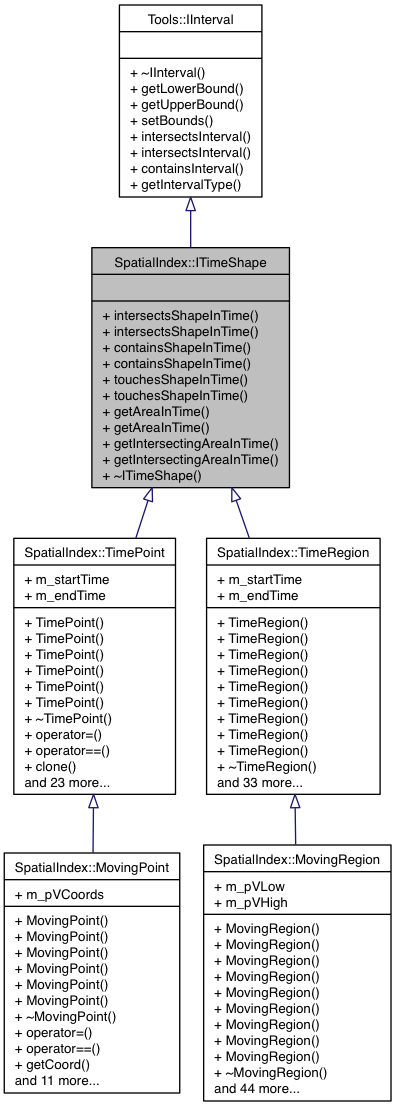 Tools::IInterval
+ ~IInterval()
+ getLowerBound()
+ getUpperBound()
+ setBounds()
+ intersectsInterval()
+ intersectsInterval()
+ containsInterval()
+ getIntervalType()
SpatialIndex::ITimeShape
+ intersectsShapeInTime()
+ intersectsShapeInTime()
+ containsShapeInTime()
+ containsShapeInTime()
+ touchesShapeInTime()
+ touchesShapeInTime()
+ getAreaInTime()
+ getAreaInTime()
+ getIntersectingAreaInTime()
+ getIntersectingAreaInTime()
+ ~ITimeShape()
SpatialIndex::TimePoint
+ m_startTime
+ m_endTime
+ TimePoint()
+ TimePoint()
+ TimePoint()
+ TimePoint()
+ TimePoint()
+ TimePoint()
+ ~TimePoint()
+ operator=()
+ operator==()
+ clone()
and 23 more...
SpatialIndex::TimeRegion
+ m_startTime
+ m_endTime
+ TimeRegion()
+ TimeRegion()
+ TimeRegion()
+ TimeRegion()
+ TimeRegion()
+ TimeRegion()
+ TimeRegion()
+ TimeRegion()
+ TimeRegion()
+ ~TimeRegion()
and 33 more...
SpatialIndex::MovingPoint
+ m_pVCoords
+ MovingPoint()
+ MovingPoint()
+ MovingPoint()
+ MovingPoint()
+ MovingPoint()
+ MovingPoint()
+ ~MovingPoint()
+ operator=()
+ operator==()
+ getCoord()
and 11 more...
SpatialIndex::MovingRegion
+ m_pVLow
+ m_pVHigh
+ MovingRegion()
+ MovingRegion()
+ MovingRegion()
+ MovingRegion()
+ MovingRegion()
+ MovingRegion()
+ MovingRegion()
+ MovingRegion()
+ MovingRegion()
+ ~MovingRegion()
and 44 more...